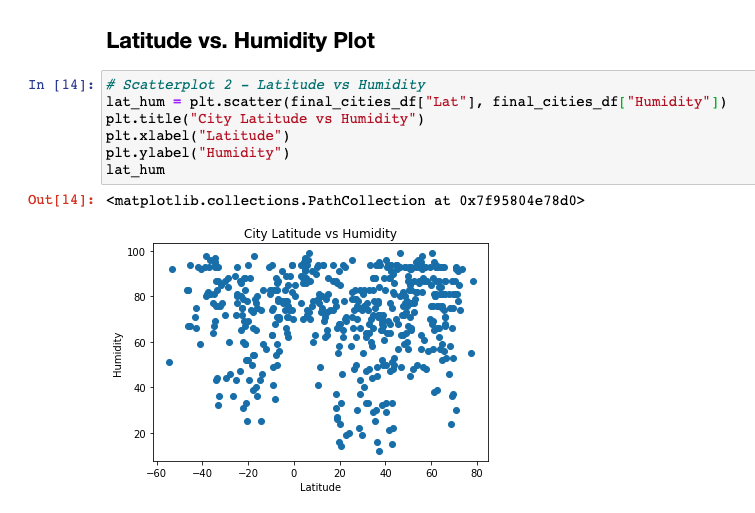 Latitude vs. Humidity Plot
In [14]: # Scatterplot 2 - Latitude vs Humidity
lat_hum = plt.scatter(final_cities_df["Lat"], final_cities_df["Humidity"])
plt.title("City Latitude vs Humidity")
plt.xlabel("Latitude")
plt.ylabel("Humidity")
lat_hum
Out[14]: <matplotlib.collections.PathCollection at 0x7f95804e78d0>
City Latitude vs Humidity
100
80
60
40
20
Humidity
−60 −40 −20 0 20 40 60 80
Latitude